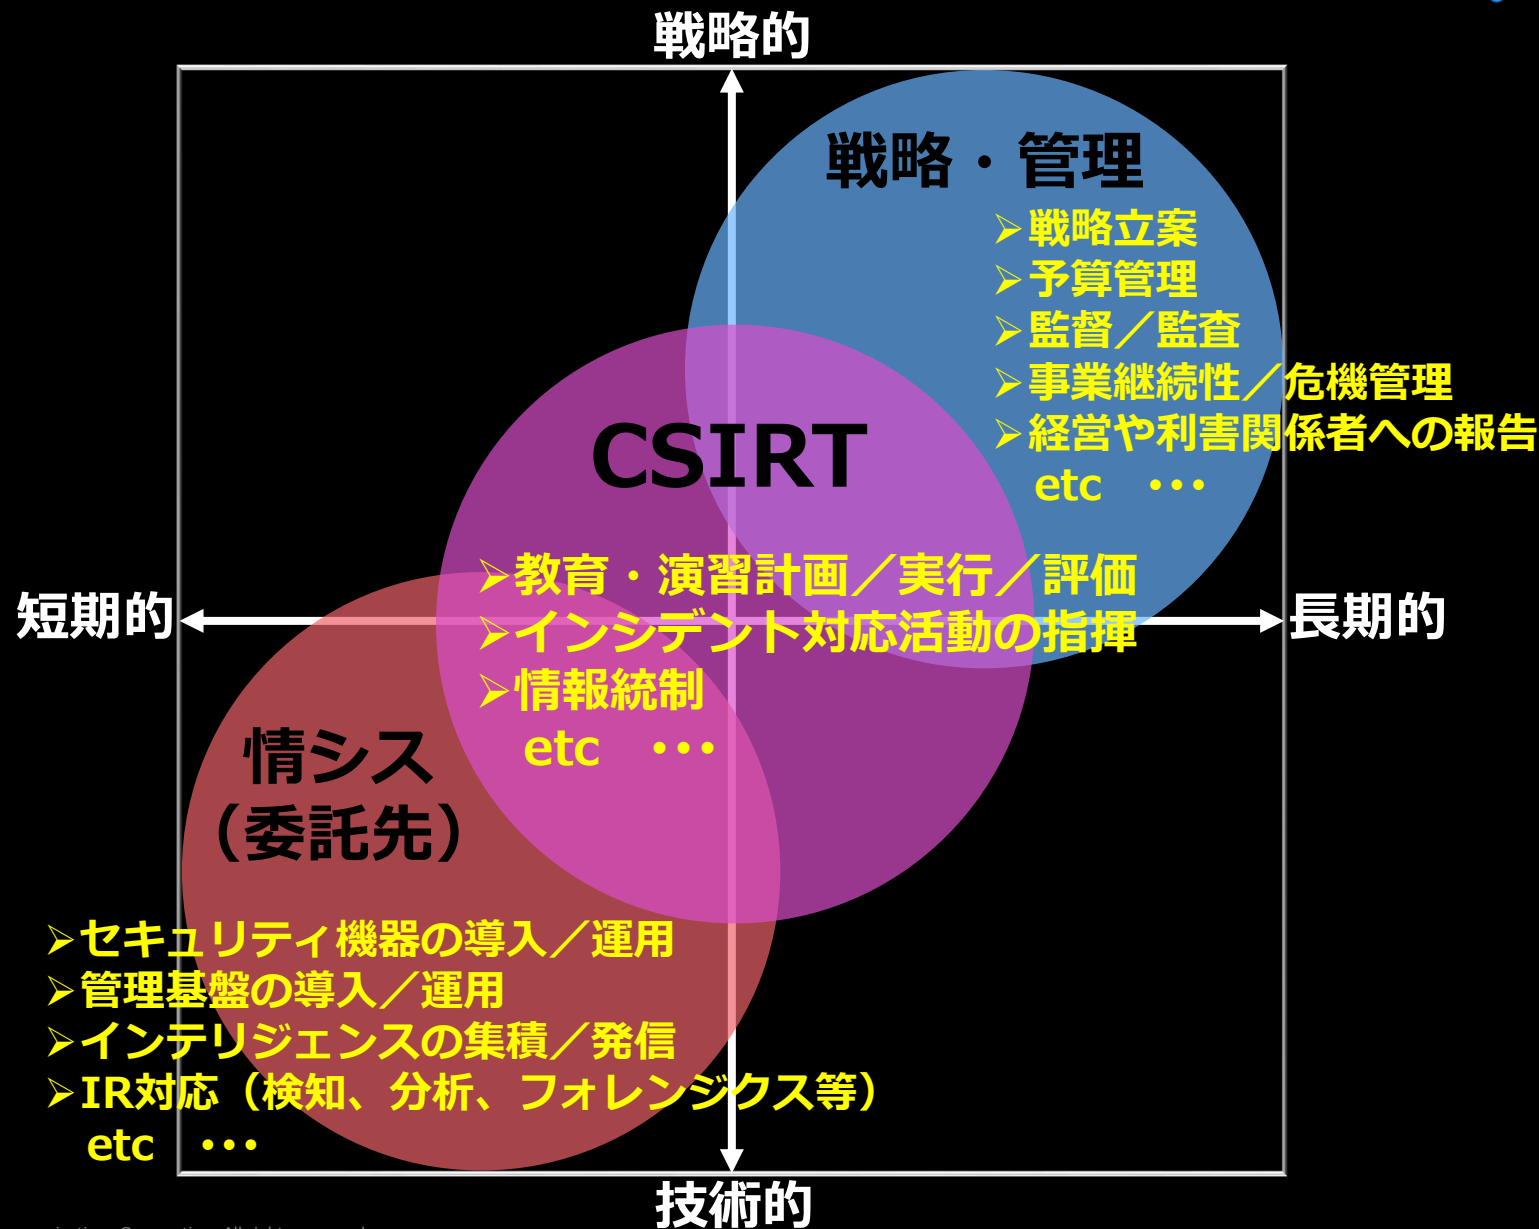 戦略的
戦略・管理
➢戦略立案
➢予算管理
➢監督／監査
➢事業継続性／危機管理
➢経営や利害関係者への報告
etc ・・・
CSIRT
➢教育・演習計画／実行／評価
➢インシデント対応活動の指揮
➢情報統制
etc ・・・
短期的
長期的
情シス
（委託先）
➢セキュリティ機器の導入／運用
➢管理基盤の導入／運用
➢インテリジェンスの集積／発信
➢IR対応（検知、分析、フォレンジクス等）
etc ・・・
技術的